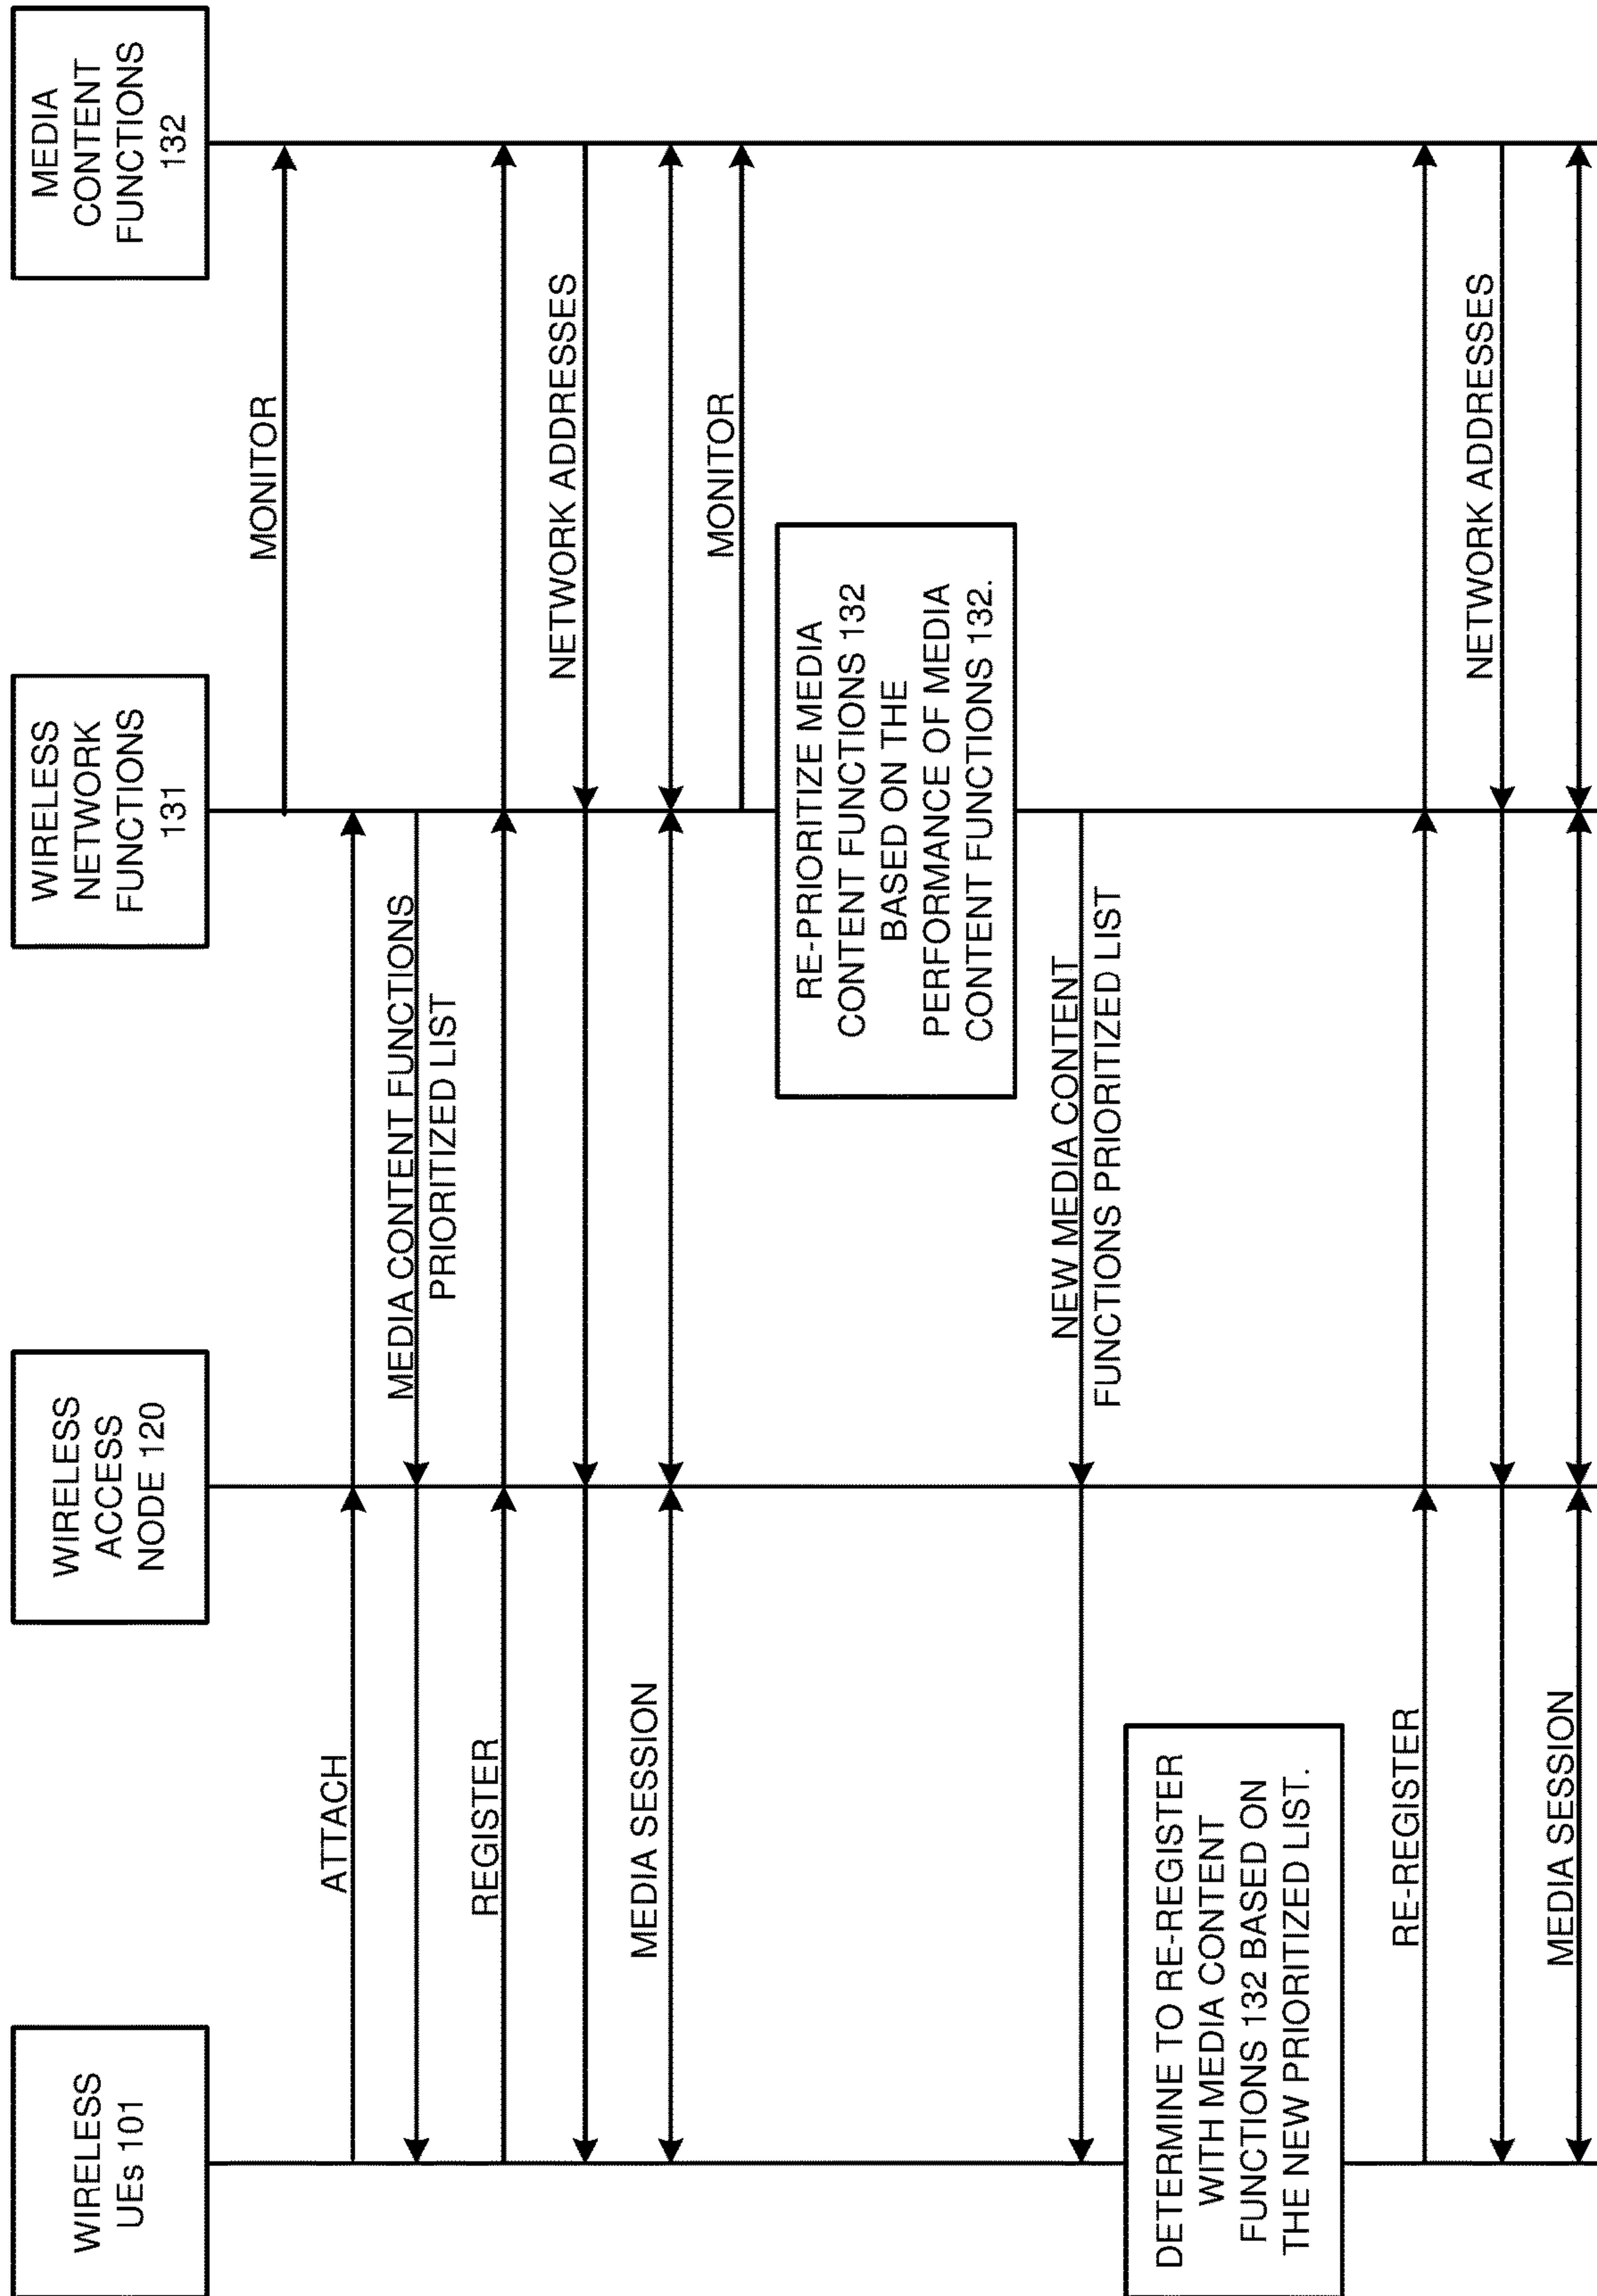 WIRELESS
UEs 101
WIRELESS
ACCESS
NODE 120
WIRELESS
NETWORK
FUNCTIONS
131
MEDIA
CONTENT
FUNCTIONS
132
MONITOR
ATTACH
MEDIA CONTENT FUNCTIONS
PRIORITIZED LIST
REGISTER
NETWORK ADDRESSES
MEDIA SESSION
MONITOR
RE-PRIORITIZE MEDIA
CONTENT FUNCTIONS 132
BASED ON THE
PERFORMANCE OF MEDIA
CONTENT FUNCTIONS 132.
NEW MEDIA CONTENT
FUNCTIONS PRIORITIZED LIST
DETERMINE TO RE-REGISTER
WITH MEDIA CONTENT
FUNCTIONS 132 BASED ON
THE NEW PRIORITIZED LIST.
RE-REGISTER
NETWORK ADDRESSES
MEDIA SESSION